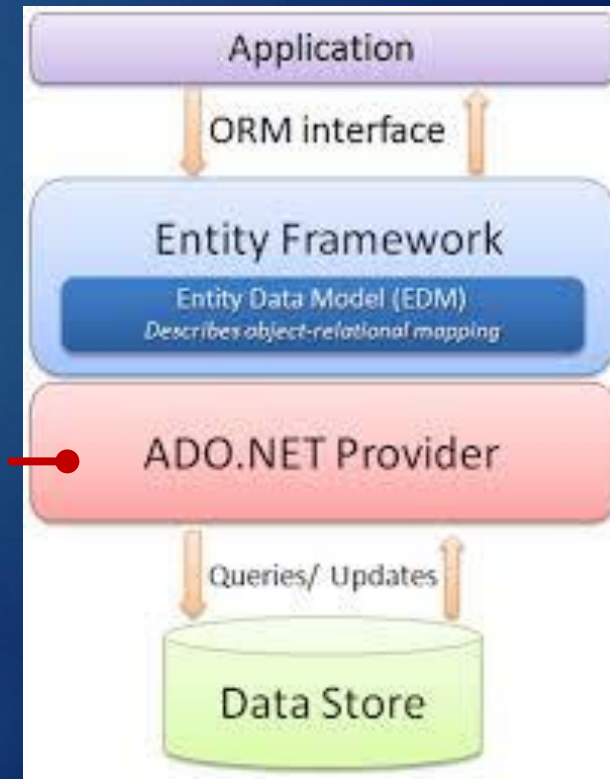 Application
ORM interface
Entity Framework
Entity Data Model (EDM)
Describes object-relational mapping
ADO.NET Provider
Queries/ Updates
Data Store